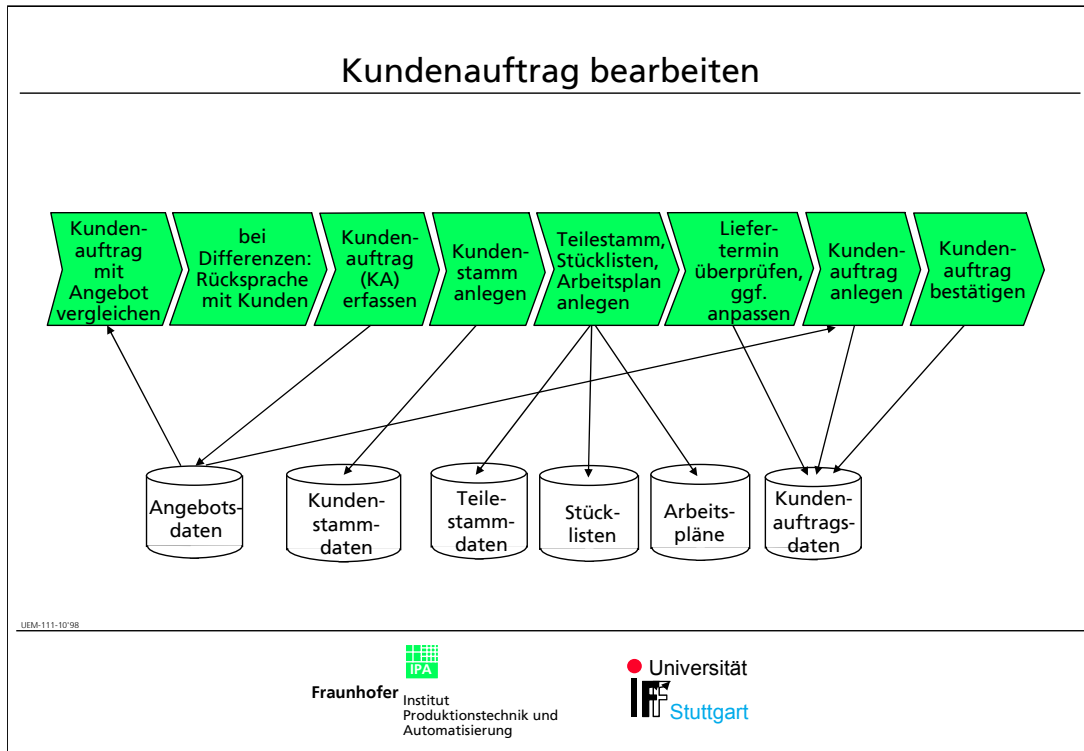 Kundenauftrag bearbeiten
Kunden-
auftrag
mit
Angebot
vergleichen
bei
Differenzen:
Rücksprache
mit Kunden
Kunden-
auftrag
(KA)
erfassen
Kunden-
stamm
anlegen
Teilestamm,
Stücklisten,
Arbeitsplan
anlegen
Liefer-
termin
überprüfen,
ggf.
anpassen
Kunden-
auftrag
anlegen
Kunden-
auftrag
bestätigen
Angebots-
daten
Kunden-
stamm-
daten
Teile-
stamm-
daten
Stück-
listen
Arbeits-
pläne
Kunden-
auftrags-
daten
UEM-111-10'98
IPA
Fraunhofer Institut
Produktionstechnik und
Automatisierung
Universität
IFF
Stuttgart